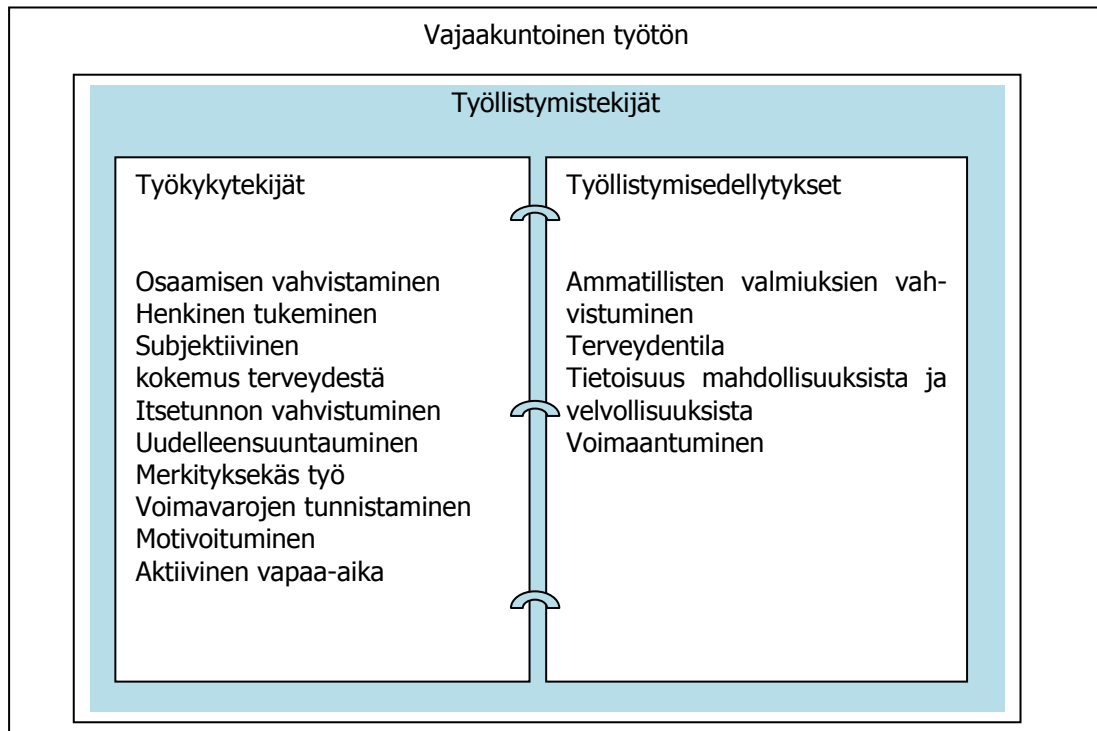 Vajaakuntoinen työtön
Työllistymistekijät
Työkykytekijät
Osaamisen vahvistaminen
Henkinen tukeminen
Subjektiivinen
kokemus terveydestä
Itsetunnon vahvistuminen
Uudelleensuuntauminen
Merkityksekäs työ
Voimavarojen tunnistaminen
Motivoituminen
Aktiivinen vapaa-aika
Työllistymisedellytykset
Ammatillisten valmiuksien vah-
vistuminen
Terveydentila
Tietoisuus mahdollisuuksista ja
velvollisuuksista
Voimaantuminen